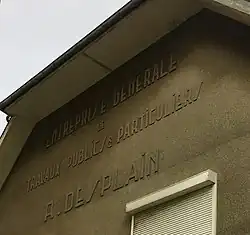 ENTREPRISE GENERALE
DE
TRAVAUX PUBLICS & PARTICULIERS
A. DESPLAIN